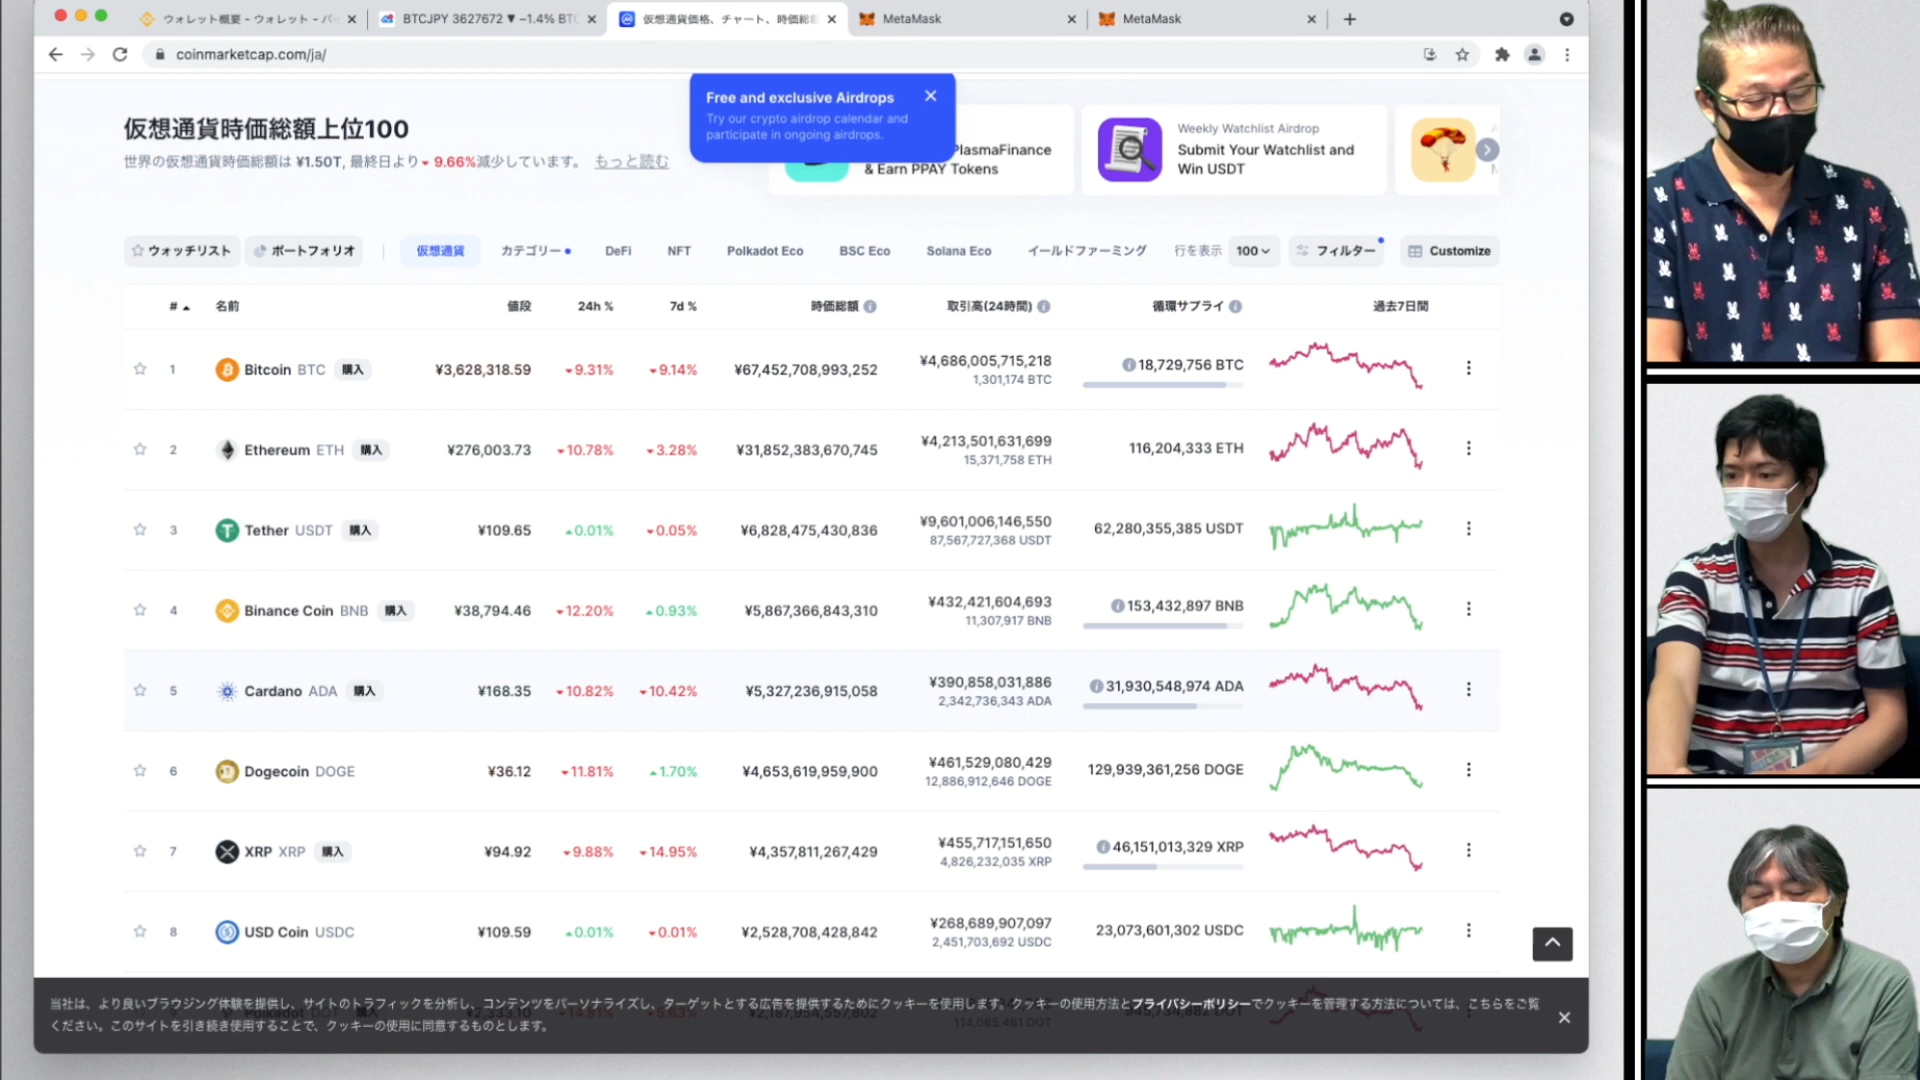 ウォレット概要 - ウォレット - バイ
BTCJPY 3627672 ▼ −1.4% BTC
仮想通貨価格、チャート、時価総額
MetaMask
MetaMask
coinmarketcap.com/ja/
Free and exclusive Airdrops
Try our crypto airdrop calendar and
participate in ongoing airdrops.
仮想通貨時価総額上位100
世界の仮想通貨時価総額は ¥1.50T, 最終日より 9.66%減少しています。 もっと読む
PlasmaFinance
& Earn PPAY Tokens
Weekly Watchlist Airdrop
Submit Your Watchlist and
Win USDT
ウォッチリスト ポートフォリオ 仮想通貨 カテゴリー DeFi NFT Polkadot Eco BSC Eco Solana Eco イールドファーミング 行を表示 100 フィルター Customize
# 名前 値段 24h % 7d % 時価総額 取引高(24時間) 循環サプライ 過去7日間
1 Bitcoin BTC 購入 ¥3,628,318.59 9.31% 9.14% ¥67,452,708,993,252 ¥4,686,005,715,218 18,729,756 BTC
1,301,174 BTC
2 Ethereum ETH 購入 ¥276,003.73 10.78% 3.28% ¥31,852,383,670,745 ¥4,213,501,631,699 116,204,333 ETH
15,371,758 ETH
3 Tether USDT 購入 ¥109.65 0.01% 0.05% ¥6,828,475,430,836 ¥9,601,006,146,550 62,280,355,385 USDT
87,567,727,368 USDT
4 Binance Coin BNB 購入 ¥38,794.46 12.20% 0.93% ¥5,867,366,843,310 ¥432,421,604,693 153,432,897 BNB
11,307,917 BNB
5 Cardano ADA 購入 ¥168.35 10.82% 10.42% ¥5,327,236,915,058 ¥390,858,031,886 31,930,548,974 ADA
2,342,736,343 ADA
6 Dogecoin DOGE ¥36.12 11.81% 1.70% ¥4,653,619,959,900 ¥461,529,080,429 129,939,361,256 DOGE
12,886,912,646 DOGE
7 XRP XRP 購入 ¥94.92 9.88% 14.95% ¥4,357,811,267,429 ¥455,717,151,650 46,151,013,329 XRP
4,826,232,035 XRP
8 USD Coin USDC ¥109.59 0.01% 0.01% ¥2,528,708,428,842 ¥268,689,907,097 23,073,601,302 USDC
2,451,703,692 USDC
当社は、より良いブラウジング体験を提供し、サイトのトラフィックを分析し、コンテンツをパーソナライズし、ターゲットとする広告を提供するためにクッキーを使用します。クッキーの使用方法とプライバシーポリシーでクッキーを管理する方法については、こちらをご覧
ください。このサイトを引き続き使用することで、クッキーの使用に同意するものとします。